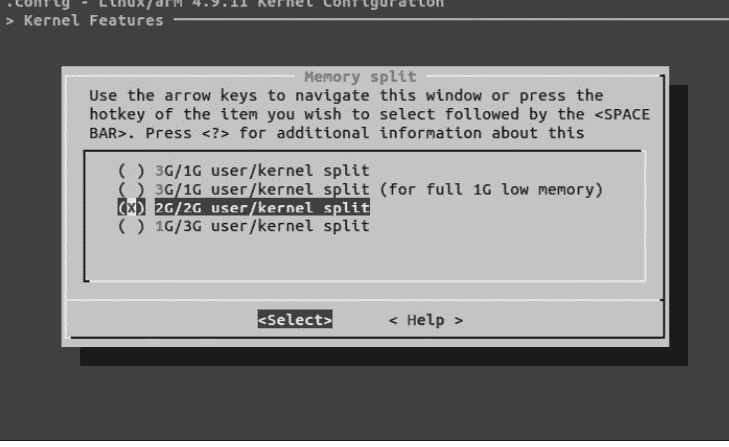 .config - Linux/arm 4.9.11 Kernel Configuration
> Kernel Features
Memory split
Use the arrow keys to navigate this window or press the
hotkey of the item you wish to select followed by the <SPACE
BAR>. Press <?> for additional information about this
( ) 3G/1G user/kernel split
( ) 3G/1G user/kernel split (for full 1G low memory)
(X) 2G/2G user/kernel split
( ) 1G/3G user/kernel split
<Select> < Help >